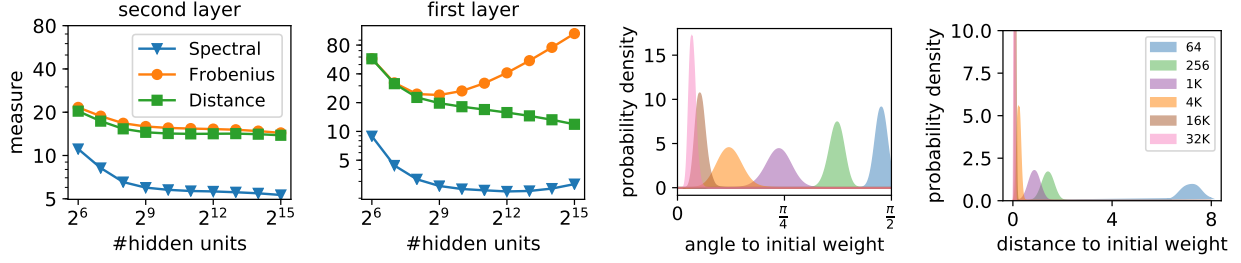 second layer
measure
80
40
20
10
5
2^6
2^9
2^12
2^15
#hidden units
Spectral
Frobenius
Distance
first layer
80
40
20
10
5
2^6
2^9
2^12
2^15
#hidden units
probability density
15
10
5
0
0
π/4
π/2
angle to initial weight
probability density
10.0
7.5
5.0
2.5
0.0
0
4
8
distance to initial weight
64
256
1K
4K
16K
32K